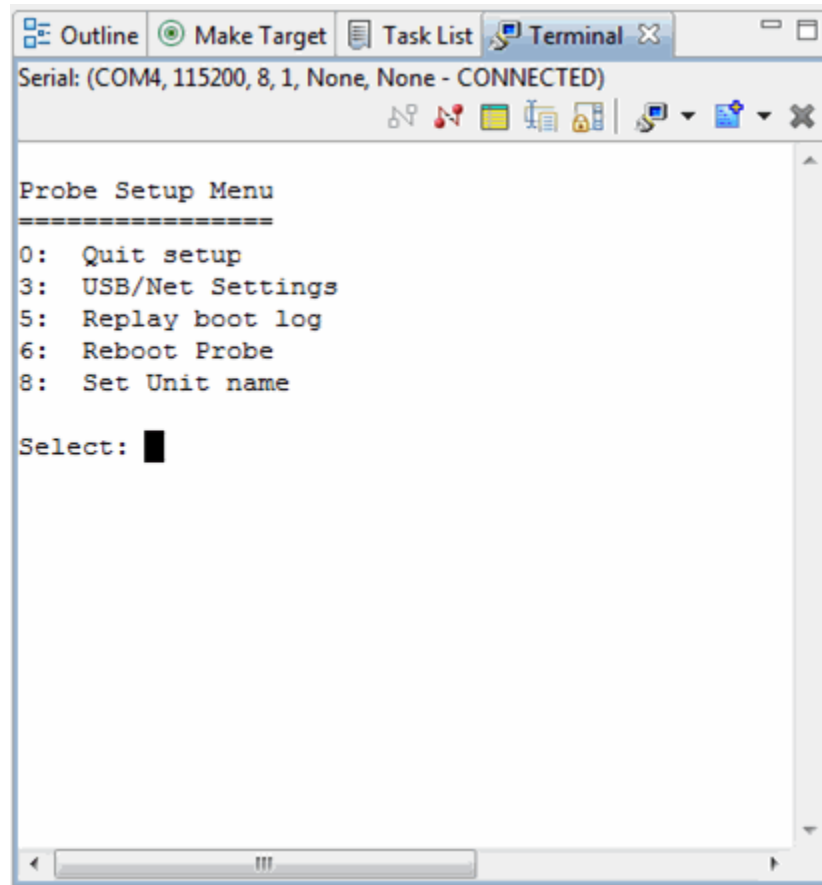 Outline Make Target Task List Terminal
Serial: (COM4, 115200, 8, 1, None, None - CONNECTED)
Probe Setup Menu
================
0:  Quit setup
3:  USB/Net Settings
5:  Replay boot log
6:  Reboot Probe
8:  Set Unit name
Select: